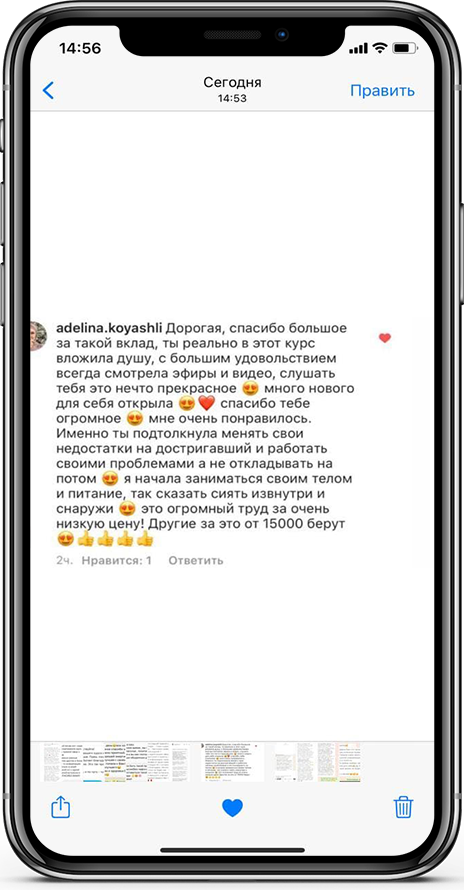 14:56
Сегодня
14:53
Править
adelina.koyashli Дорогая, спасибо большое
за такой вклад, ты реально в этот курс
вложила душу, с большим удовольствием
всегда смотрела эфиры и видео, слушать
тебя это нечто прекрасное 😍 много нового
для себя открыла 😍❤️ спасибо тебе
огромное 😍 мне очень понравилось.
Именно ты подтолкнула менять свои
недостатки на достригавший и работать
своими проблемами а не откладывать на
потом 😍 я начала заниматься своим телом
и питание, так сказать сиять извнутри и
снаружи 😍 это огромный труд за очень
низкую цену! Другие за это от 15000 берут
😍👍👍👍👍
2ч. Нравится: 1 Ответить